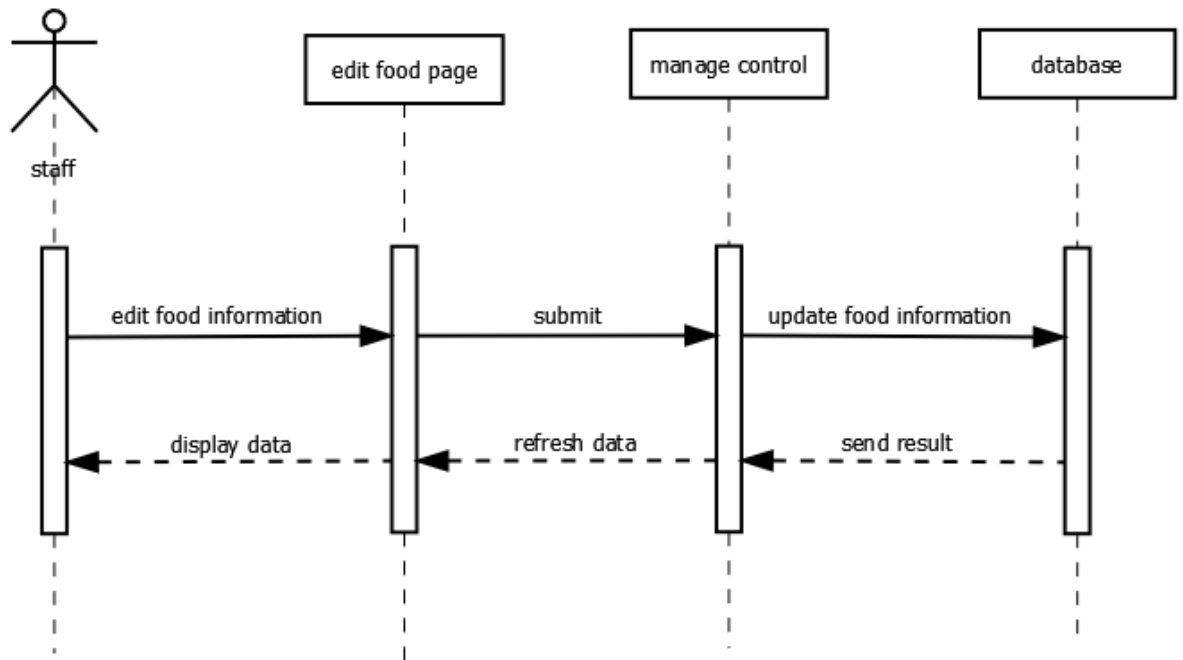 edit food page
manage control
database
staff
edit food information
submit
update food information
display data
refresh data
send result